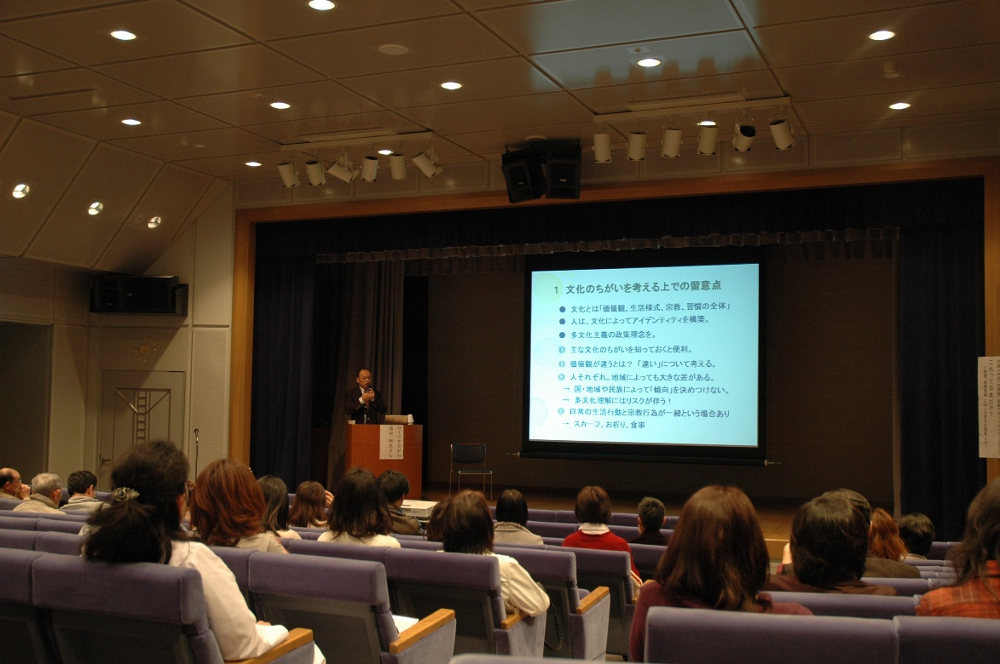 1 文化のちがいを考える上での留意点
● 文化とは「価値観、生活様式、宗教、習慣の全体」
● 人は、文化によってアイデンティティを構築。
● 多文化主義の政策理念を。
◎ 主な文化のちがいを知っておくと便利。
◎ 価値観が違うとは？「違い」について考える。
◎ 人それぞれ、地域によっても大きな差がある。
→ 国・地域や民族によって「傾向」を決めつけない。
→ 多文化理解にはリスクが伴う！
◎ 日常の生活行動と宗教行為が一緒という場合あり
→ スカーフ、お祈り、食事